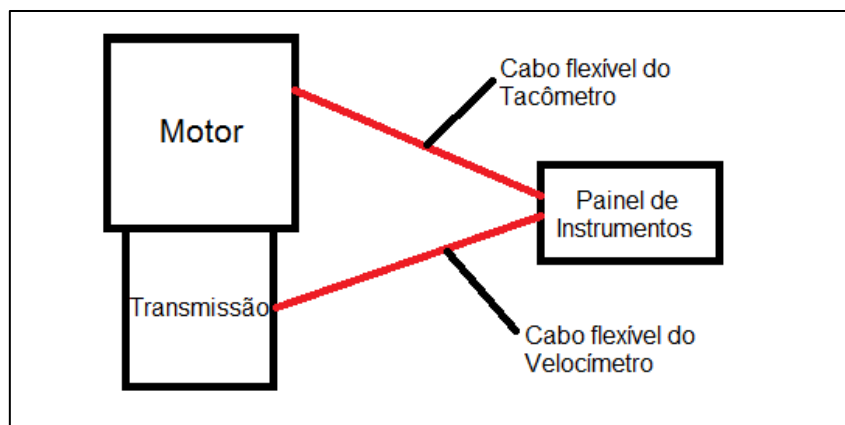 Cabo flexível do
Tacômetro
Motor
Painel de
Instrumentos
Transmissão
Cabo flexível do
Velocímetro